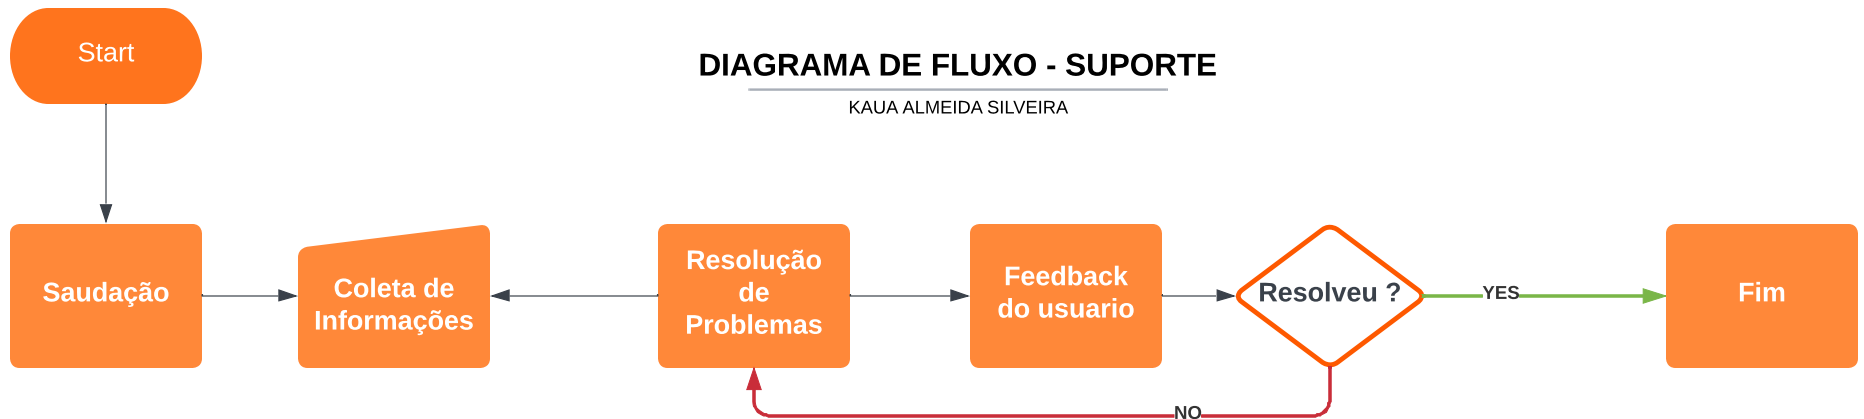 Start
DIAGRAMA DE FLUXO - SUPORTE
KAUA ALMEIDA SILVEIRA
Saudação
Coleta de
Informações
Resolução
de
Problemas
Feedback
do usuario
Resolveu ?
YES
Fim
NO